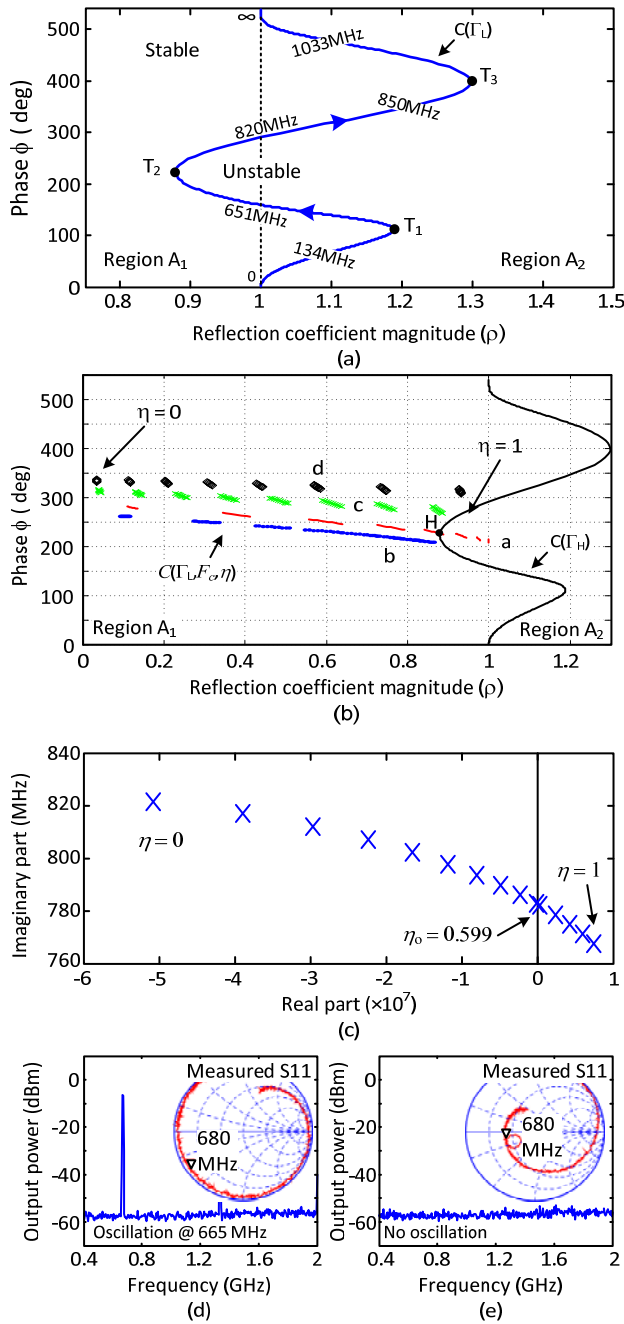 500
400
300
200
100
0
Phase ϕ ( deg)
∞
Stable
1033MHz
C(ΓL)
T3
850MHz
820MHz
T2
Unstable
651MHz
T1
134MHz
Region A1
0
Region A2
0.8 0.9 1 1.1 1.2 1.3 1.4 1.5
Reflection coefficient magnitude (ρ)
(a)
500
400
300
200
100
0
Phase ϕ ( deg)
η = 0
η = 1
d
c
H
a
b
C(ΓL,Fo,η)
C(ΓH)
Region A1
Region A2
0 0.2 0.4 0.6 0.8 1 1.2
Reflection coefficient magnitude (ρ)
(b)
840
820
800
780
760
Imaginary part (MHz)
η = 0
η = 1
ηo = 0.599
-6 -5 -4 -3 -2 -1 0 1
Real part (×10^7)
(c)
0
-20
-40
-60
Output power (dBm)
Measured S11
680
MHz
Oscillation @ 665 MHz
0.4 0.8 1.2 1.6 2
Frequency (GHz)
(d)
0
-20
-40
-60
Output power (dBm)
Measured S11
680
MHz
No oscillation
0.4 0.8 1.2 1.6 2
Frequency (GHz)
(e)